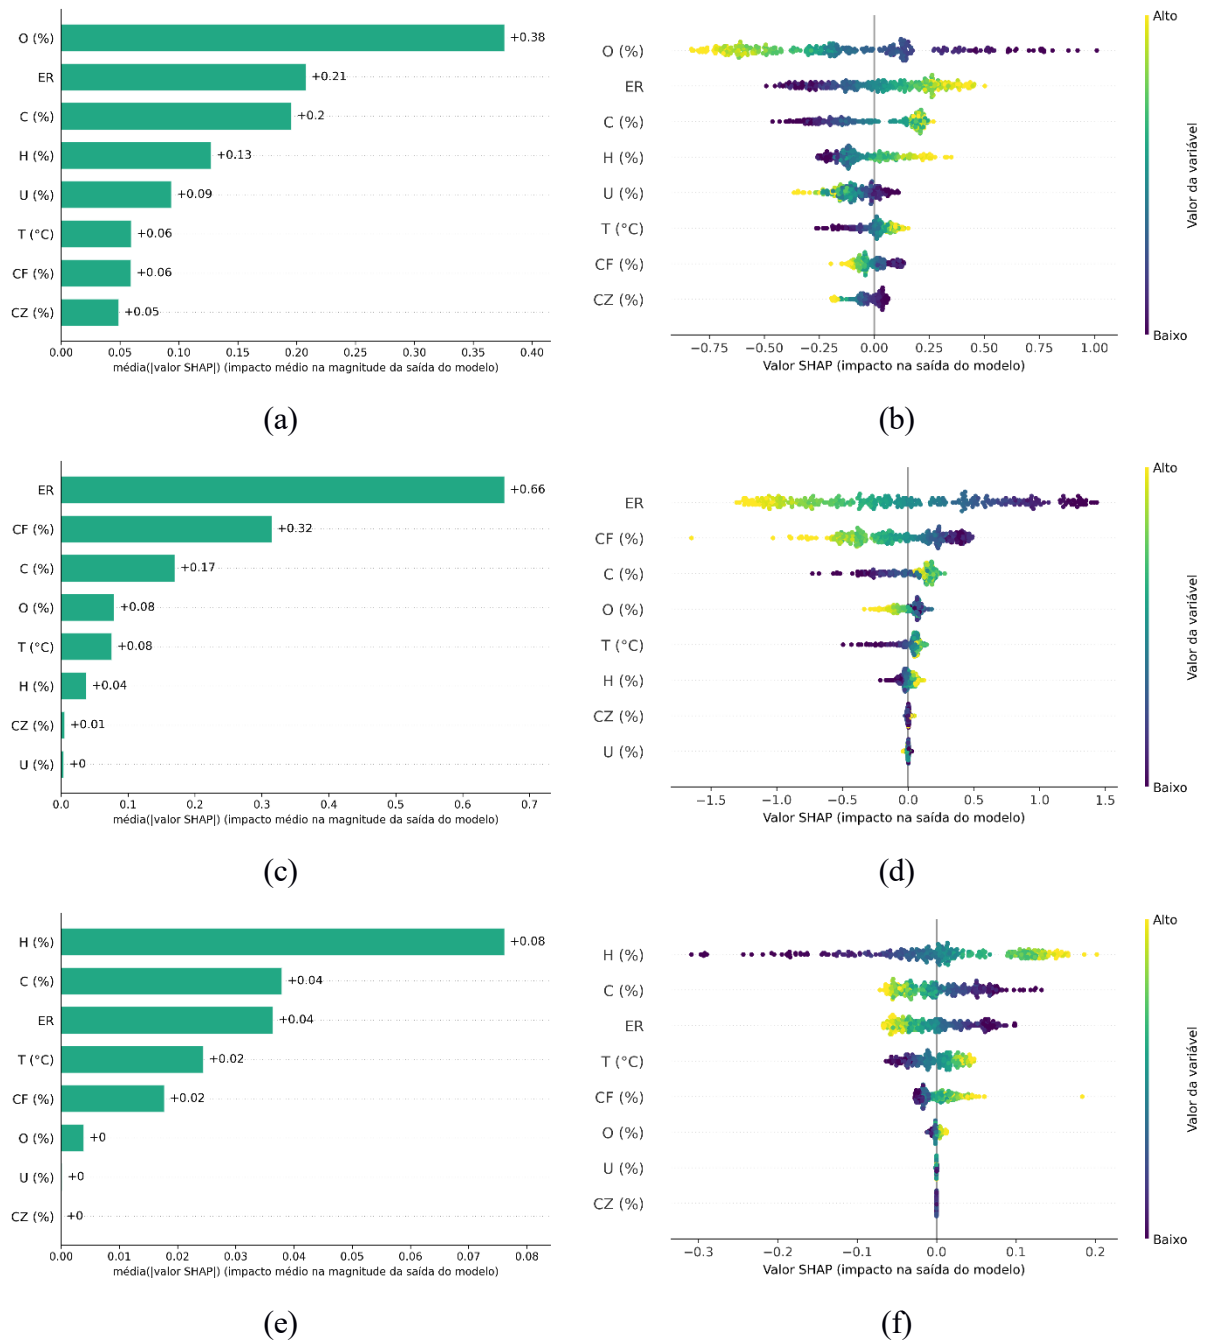 O (%)
+0.38
ER
+0.21
C (%)
+0.2
H (%)
+0.13
U (%)
+0.09
T (°C)
+0.06
CF (%)
+0.06
CZ (%)
+0.05
0.00 0.05 0.10 0.15 0.20 0.25 0.30 0.35 0.40
média(|valor SHAP|) (impacto médio na magnitude da saída do modelo)
(a)
O (%)
ER
C (%)
H (%)
U (%)
T (°C)
CF (%)
CZ (%)
−0.75 −0.50 −0.25 0.00 0.25 0.50 0.75 1.00
Valor SHAP (impacto na saída do modelo)
Alto
Valor da variável
Baixo
(b)
ER
+0.66
CF (%)
+0.32
C (%)
+0.17
O (%)
+0.08
T (°C)
+0.08
H (%)
+0.04
CZ (%)
+0.01
U (%)
+0
0.0 0.1 0.2 0.3 0.4 0.5 0.6 0.7
média(|valor SHAP|) (impacto médio na magnitude da saída do modelo)
(c)
ER
CF (%)
C (%)
O (%)
T (°C)
H (%)
CZ (%)
U (%)
−1.5 −1.0 −0.5 0.0 0.5 1.0 1.5
Valor SHAP (impacto na saída do modelo)
Alto
Valor da variável
Baixo
(d)
H (%)
+0.08
C (%)
+0.04
ER
+0.04
T (°C)
+0.02
CF (%)
+0.02
O (%)
+0
U (%)
+0
CZ (%)
+0
0.00 0.01 0.02 0.03 0.04 0.05 0.06 0.07 0.08
média(|valor SHAP|) (impacto médio na magnitude da saída do modelo)
(e)
H (%)
C (%)
ER
T (°C)
CF (%)
O (%)
U (%)
CZ (%)
−0.3 −0.2 −0.1 0.0 0.1 0.2
Valor SHAP (impacto na saída do modelo)
Alto
Valor da variável
Baixo
(f)